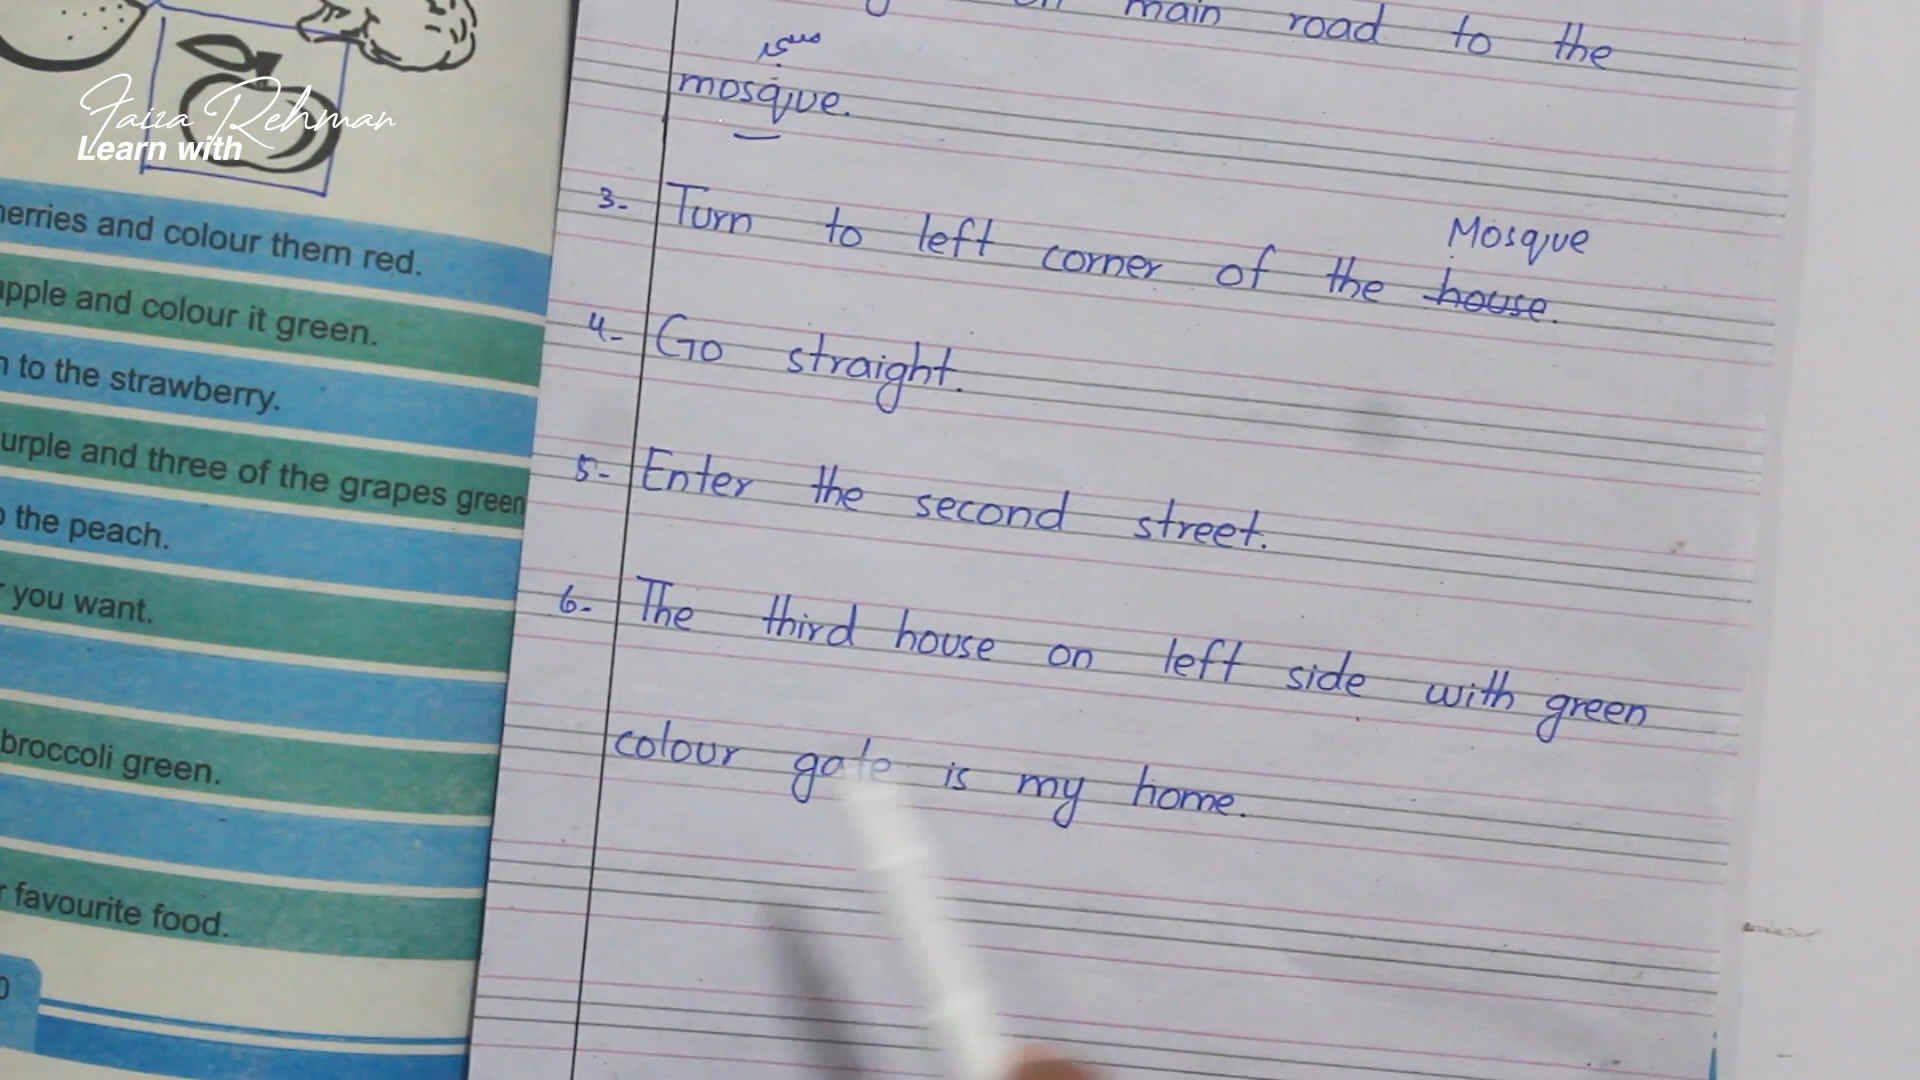 Faiza Rehman
Learn with
erries and colour them red.
apple and colour it green.
to the strawberry.
urple and three of the grapes green
the peach.
you want.
broccoli green.
favourite food.
main road to the
مسجد
mosque.
3- Turn to left corner of the house.
Mosque
4- Go straight.
5- Enter the second street.
6- The third house on left side with green
colour gate is my home.